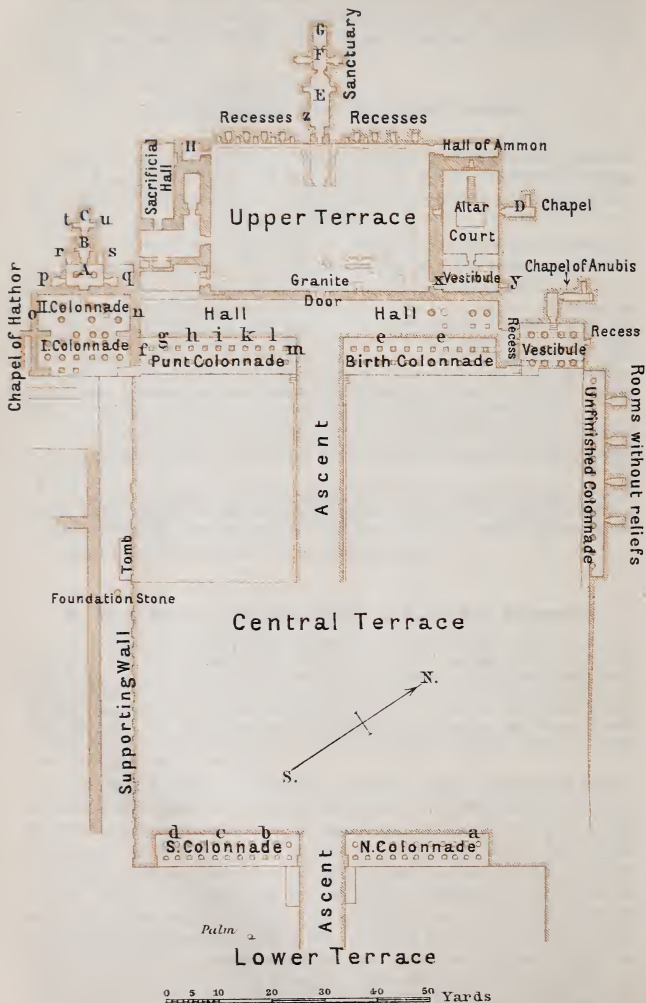 G
F
Sanctuary
E
z
Recesses
Recesses
H
Hall of Ammon
Sacrificial
Hall
Upper Terrace
Altar
Court
D
Chapel
t C u
r B s
p A q
Granite
Door
x Vestibule y
Chapel of Anubis
Chapel of Hathor
o II.Colonnade n
I.Colonnade
Hall
Hall
f g h i k l m
Punt Colonnade
e e
Birth Colonnade
Recess
Vestibule
Recess
Ascent
Unfinished Colonnade
Rooms without reliefs
Tomb
Foundation Stone
Central Terrace
Supporting Wall
N.
S.
d c b
S.Colonnade
a
N.Colonnade
Ascent
Palm
Lower Terrace
0 5 10 20 30 40 50 Yards